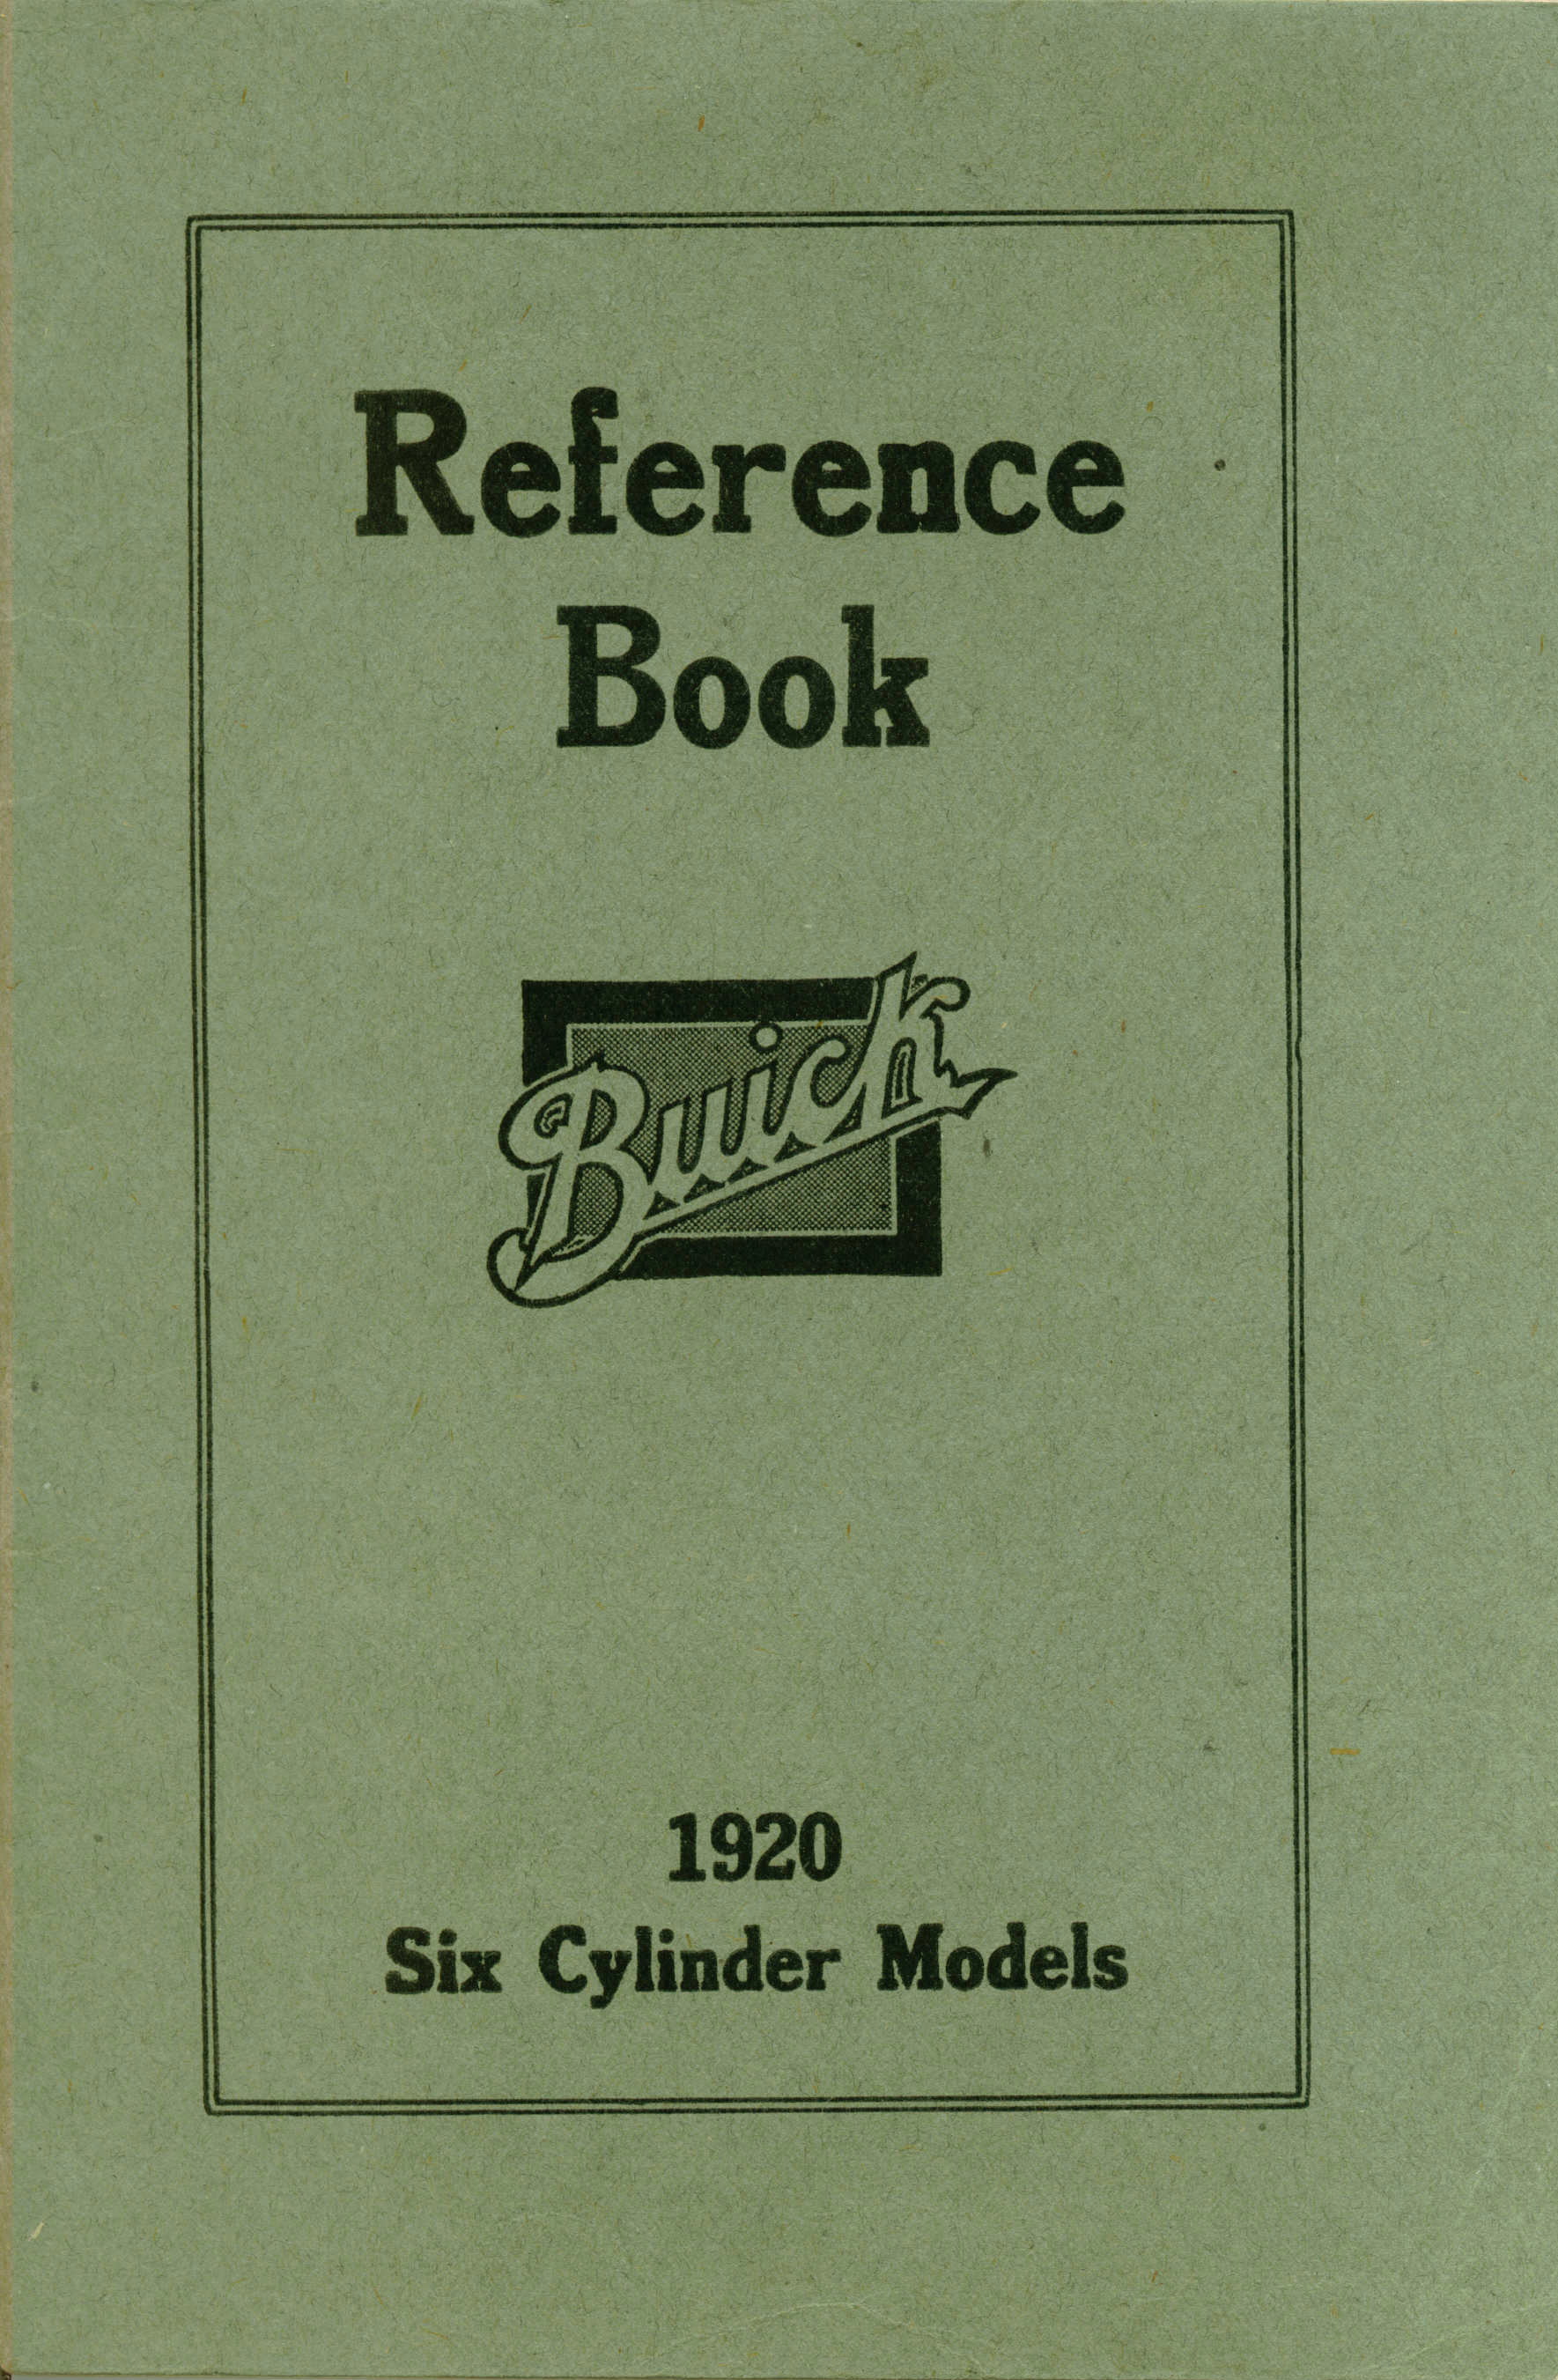 Reference
Book
Buick
1920
Six Cylinder Models